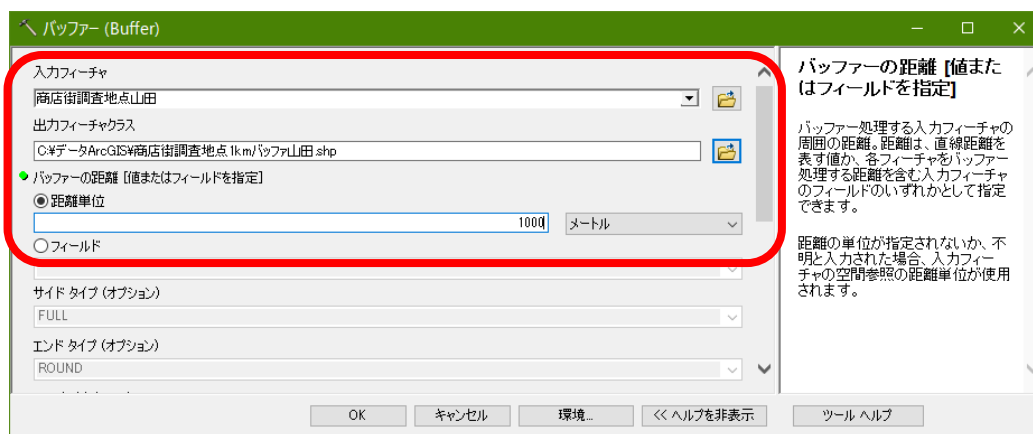 バッファー (Buffer)
入力フィーチャ
商店街調査地点山田
出力フィーチャクラス
C:¥データArcGIS¥商店街調査地点1kmバッファ山田.shp
バッファーの距離 [値またはフィールドを指定]
距離単位
1000 メートル
フィールド
サイド タイプ (オプション)
FULL
エンド タイプ (オプション)
ROUND
OK キャンセル 環境... << ヘルプを非表示 ツール ヘルプ
バッファーの距離 [値また
はフィールドを指定]
バッファー処理する入力フィーチャの
周囲の距離。距離は、直線距離を
表す値か、各フィーチャをバッファー
処理する距離を含む入力フィーチャ
のフィールドのいずれかとして指定
できます。
距離の単位が指定されないか、不
明と入力された場合、入力フィー
チャの空間参照の距離単位が使用
されます。